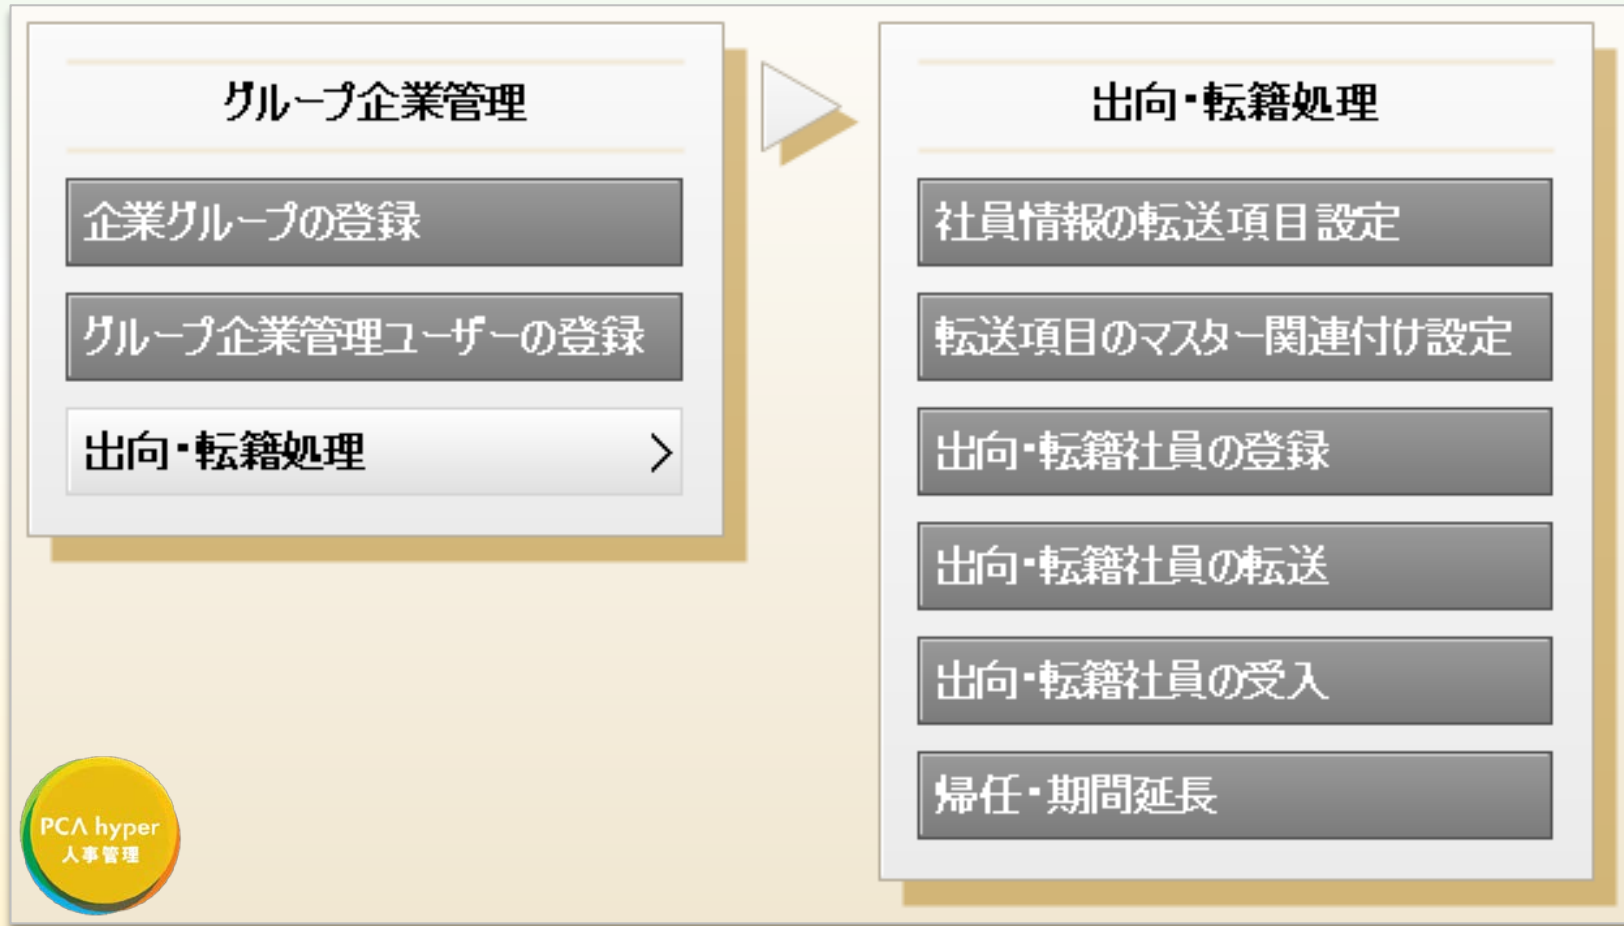 グループ企業管理
企業グループの登録
グループ企業管理ユーザーの登録
出向・転籍処理
出向・転籍処理
社員情報の転送項目設定
転送項目のマスター関連付け設定
出向・転籍社員の登録
出向・転籍社員の転送
出向・転籍社員の受入
帰任・期間延長
PCA hyper
人事管理